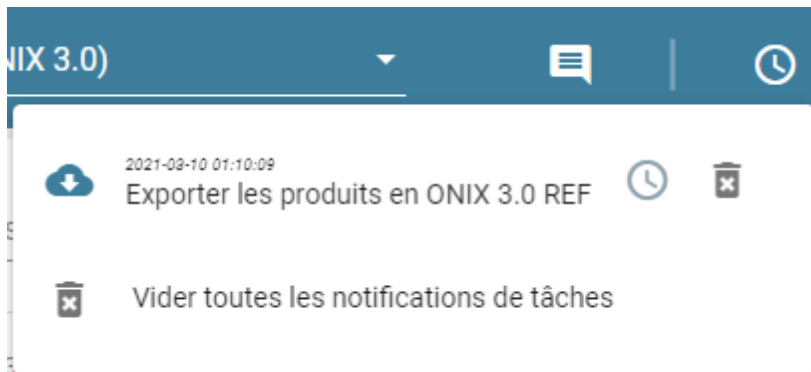 NIX 3.0)
2021-03-10 01:10:09
Exporter les produits en ONIX 3.0 REF
Vider toutes les notifications de tâches